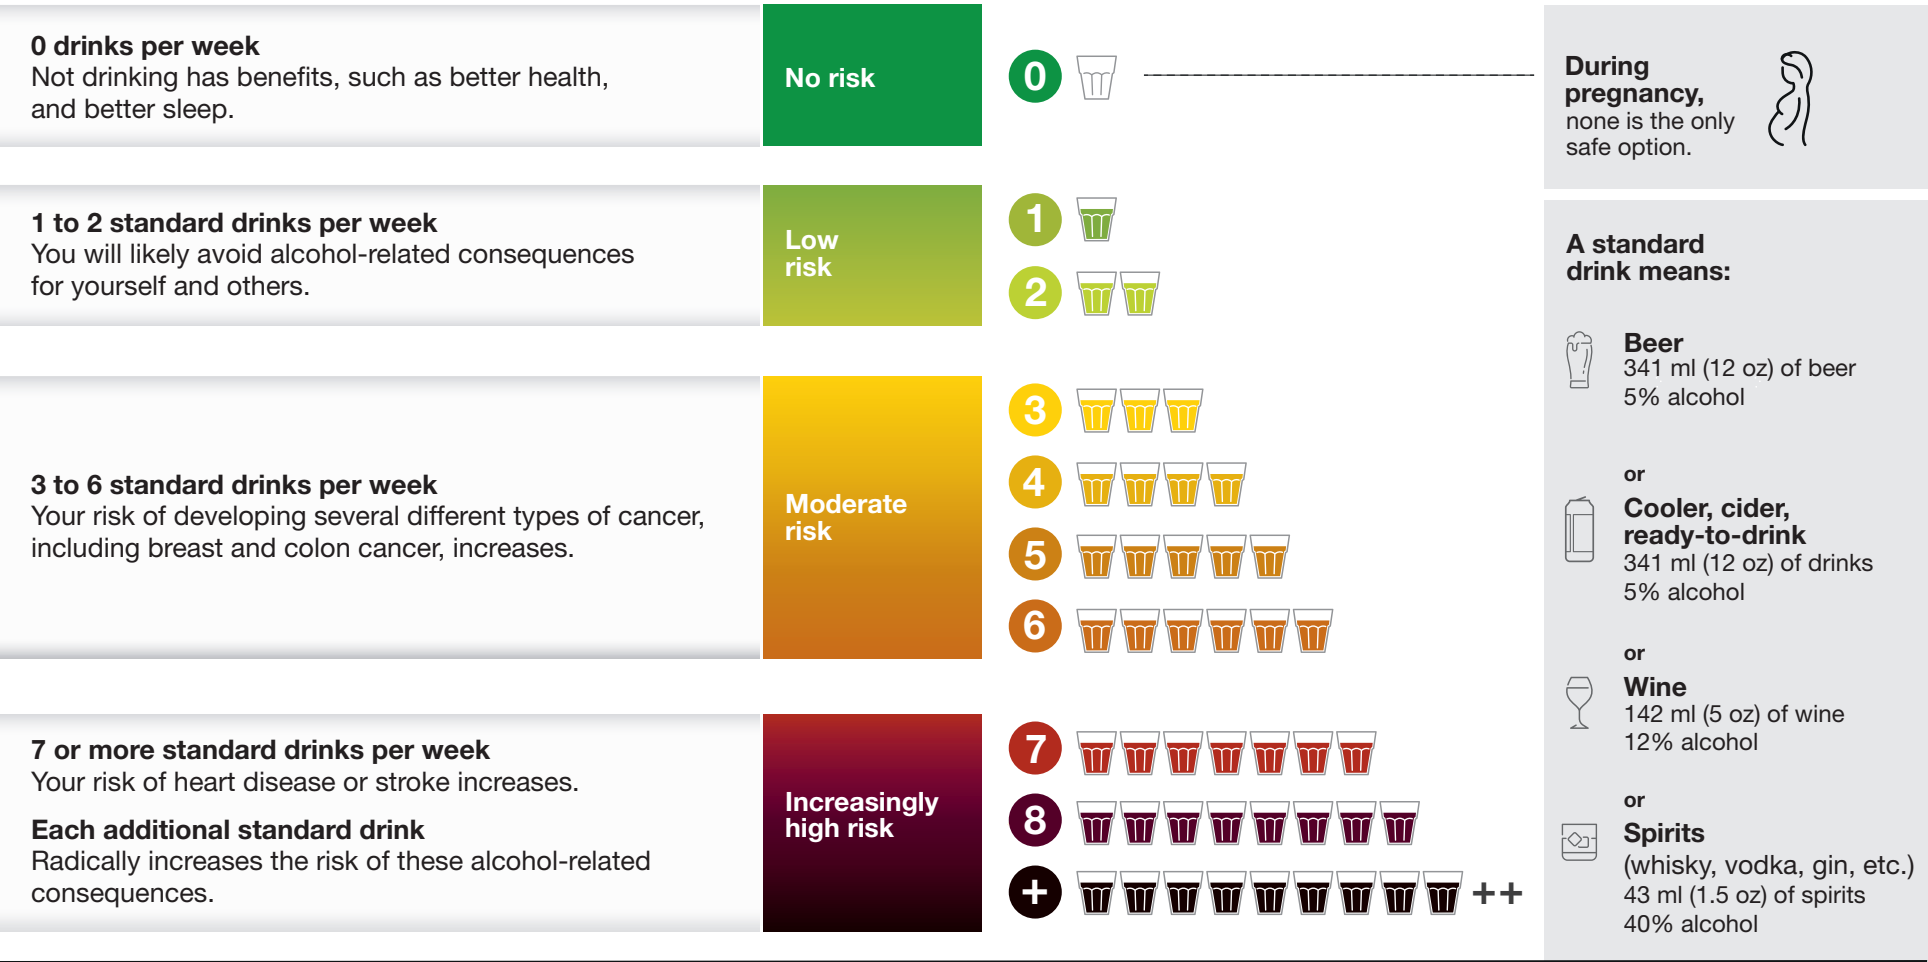 0 drinks per week
Not drinking has benefits, such as better health,
and better sleep.
No risk
0
During
pregnancy,
none is the only
safe option.
1 to 2 standard drinks per week
You will likely avoid alcohol-related consequences
for yourself and others.
Low
risk
1
2
3 to 6 standard drinks per week
Your risk of developing several different types of cancer,
including breast and colon cancer, increases.
Moderate
risk
3
4
5
6
7 or more standard drinks per week
Your risk of heart disease or stroke increases.
Each additional standard drink
Radically increases the risk of these alcohol-related
consequences.
Increasingly
high risk
7
8
+
++
A standard
drink means:
Beer
341 ml (12 oz) of beer
5% alcohol
or
Cooler, cider,
ready-to-drink
341 ml (12 oz) of drinks
5% alcohol
or
Wine
142 ml (5 oz) of wine
12% alcohol
or
Spirits
(whisky, vodka, gin, etc.)
43 ml (1.5 oz) of spirits
40% alcohol